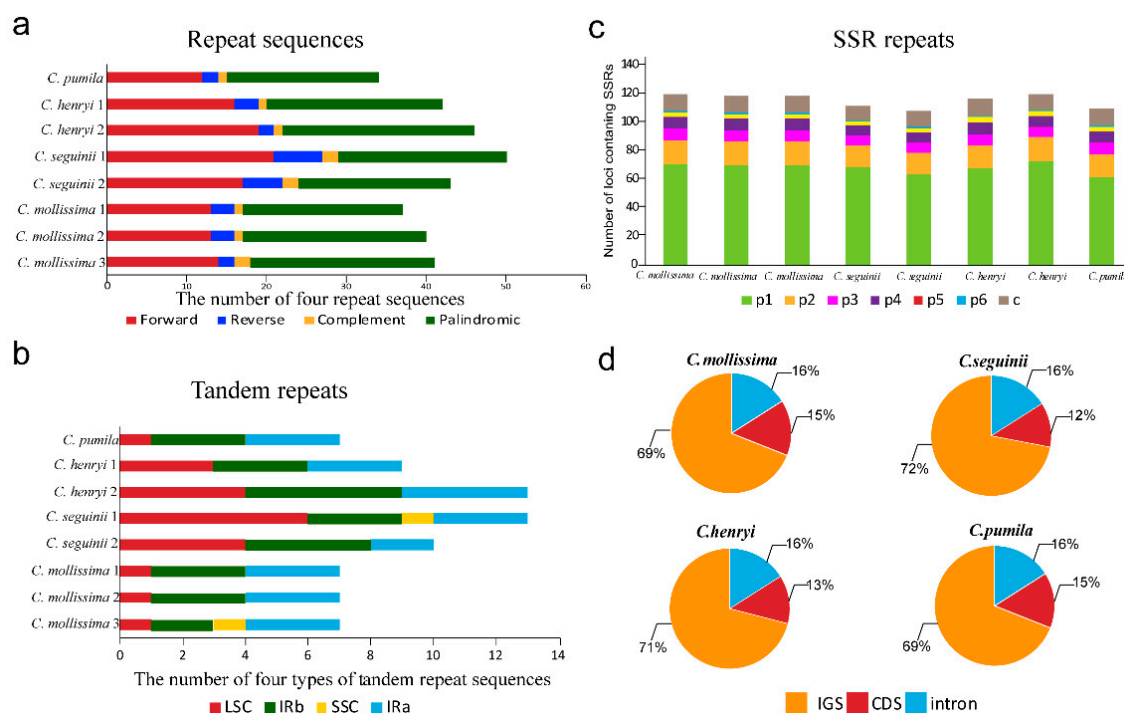 a
Repeat sequences
C. pumila
C. henryi 1
C. henryi 2
C. seguinii 1
C. seguinii 2
C. mollissima 1
C. mollissima 2
C. mollissima 3
0 10 20 30 40 50 60
The number of four repeat sequences
Forward Reverse Complement Palindromic
b
Tandem repeats
C. pumila
C. henryi 1
C. henryi 2
C. seguinii 1
C. seguinii 2
C. mollissima 1
C. mollissima 2
C. mollissima 3
0 2 4 6 8 10 12 14
The number of four types of tandem repeat sequences
LSC IRb SSC IRa
c
SSR repeats
Number of loci contaning SSRs
140
120
100
80
60
40
20
0
C. mollissima C. mollissima C. mollissima C. seguinii C. seguinii C. henryi C. henryi C. pumil
p1 p2 p3 p4 p5 p6 c
d
C.mollissima
16%
15%
69%
C.seguinii
16%
12%
72%
C.henryi
16%
13%
71%
C.pumila
16%
15%
69%
IGS CDS intron